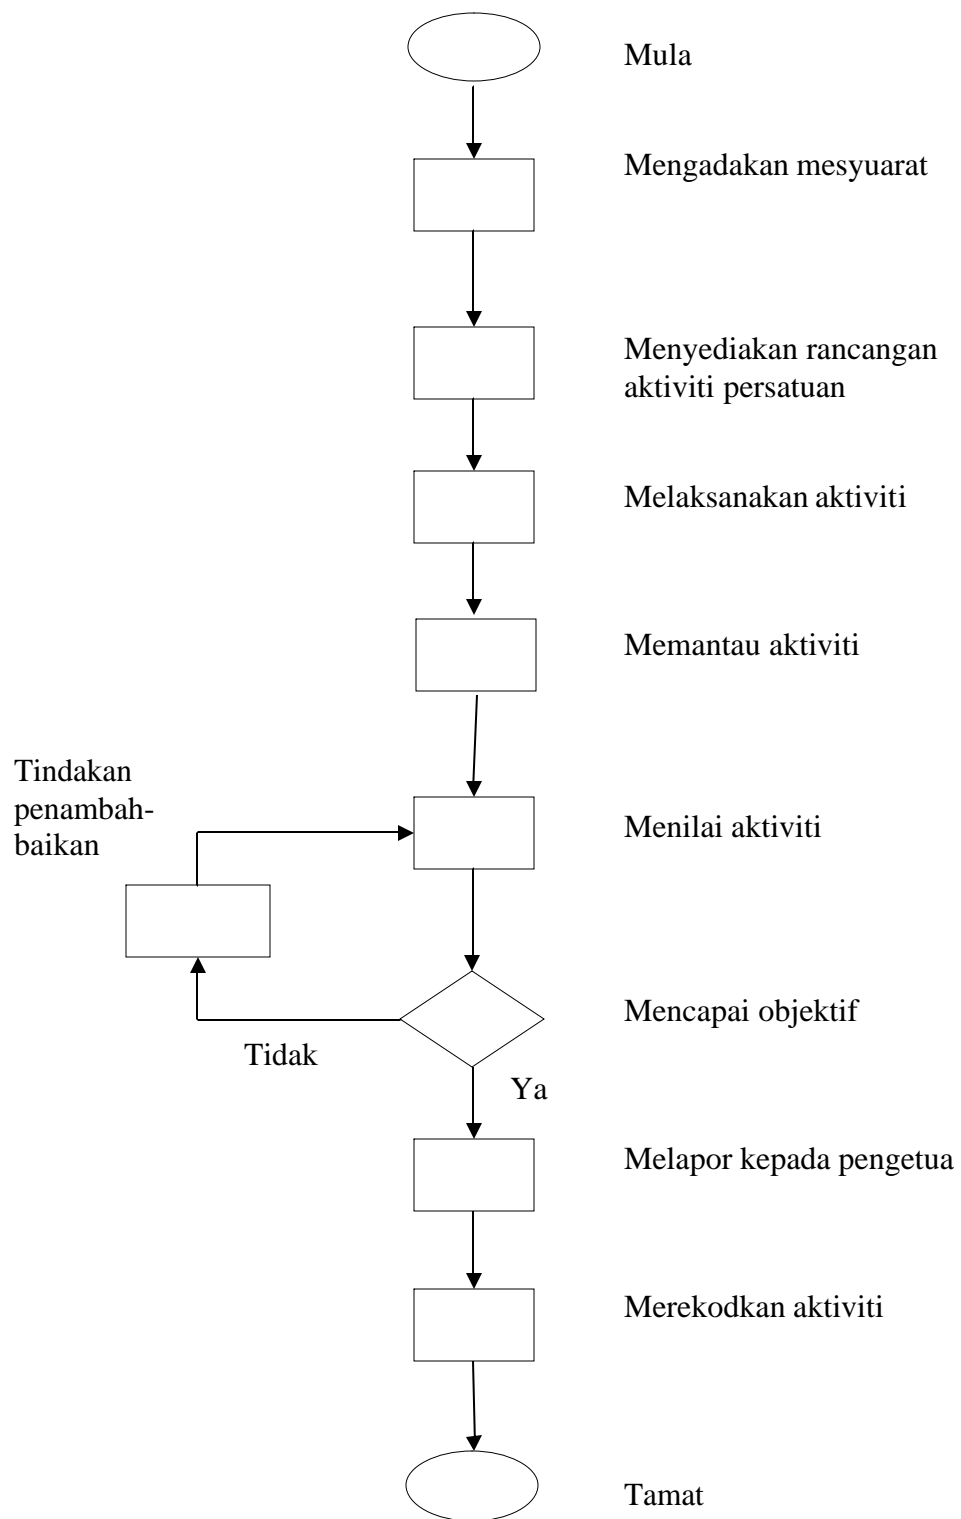 Mula
Mengadakan mesyuarat
Menyediakan rancangan
aktiviti persatuan
Melaksanakan aktiviti
Memantau aktiviti
Tindakan
penambah-
baikan
Menilai aktiviti
Mencapai objektif
Tidak
Ya
Melapor kepada pengetua
Merekodkan aktiviti
Tamat